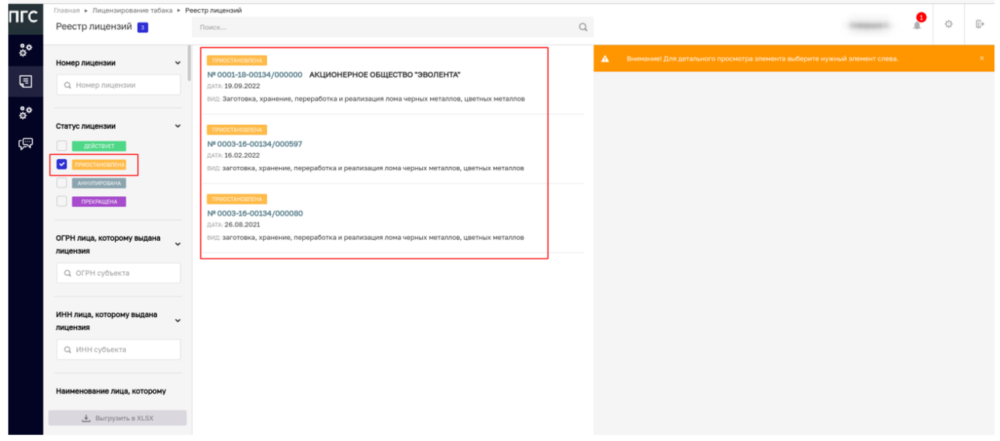 ПГС
Главная ▸ Лицензирование табака ▸ Реестр лицензий
Реестр лицензий 3
Поиск...
1
Номер лицензии
Номер лицензии
Статус лицензии
ДЕЙСТВУЕТ
ПРИОСТАНОВЛЕНА
АННУЛИРОВАНА
ПРЕКРАЩЕНА
ОГРН лица, которому выдана
лицензия
ОГРН субъекта
ИНН лица, которому выдана
лицензия
ИНН субъекта
Наименование лица, которому
Выгрузить в XLSX
ПРИОСТАНОВЛЕНА
№ 0001-18-00134/000000 АКЦИОНЕРНОЕ ОБЩЕСТВО "ЭВОЛЕНТА"
ДАТА: 19.09.2022
ВИД: Заготовка, хранение, переработка и реализация лома черных металлов, цветных металлов
ПРИОСТАНОВЛЕНА
№ 0003-16-00134/000597
ДАТА: 16.02.2022
ВИД: заготовка, хранение, переработка и реализация лома черных металлов, цветных металлов
ПРИОСТАНОВЛЕНА
№ 0003-16-00134/000080
ДАТА: 26.08.2021
ВИД: заготовка, хранение, переработка и реализация лома черных металлов, цветных металлов
Внимание! Для детального просмотра элемента выберите нужный элемент слева.